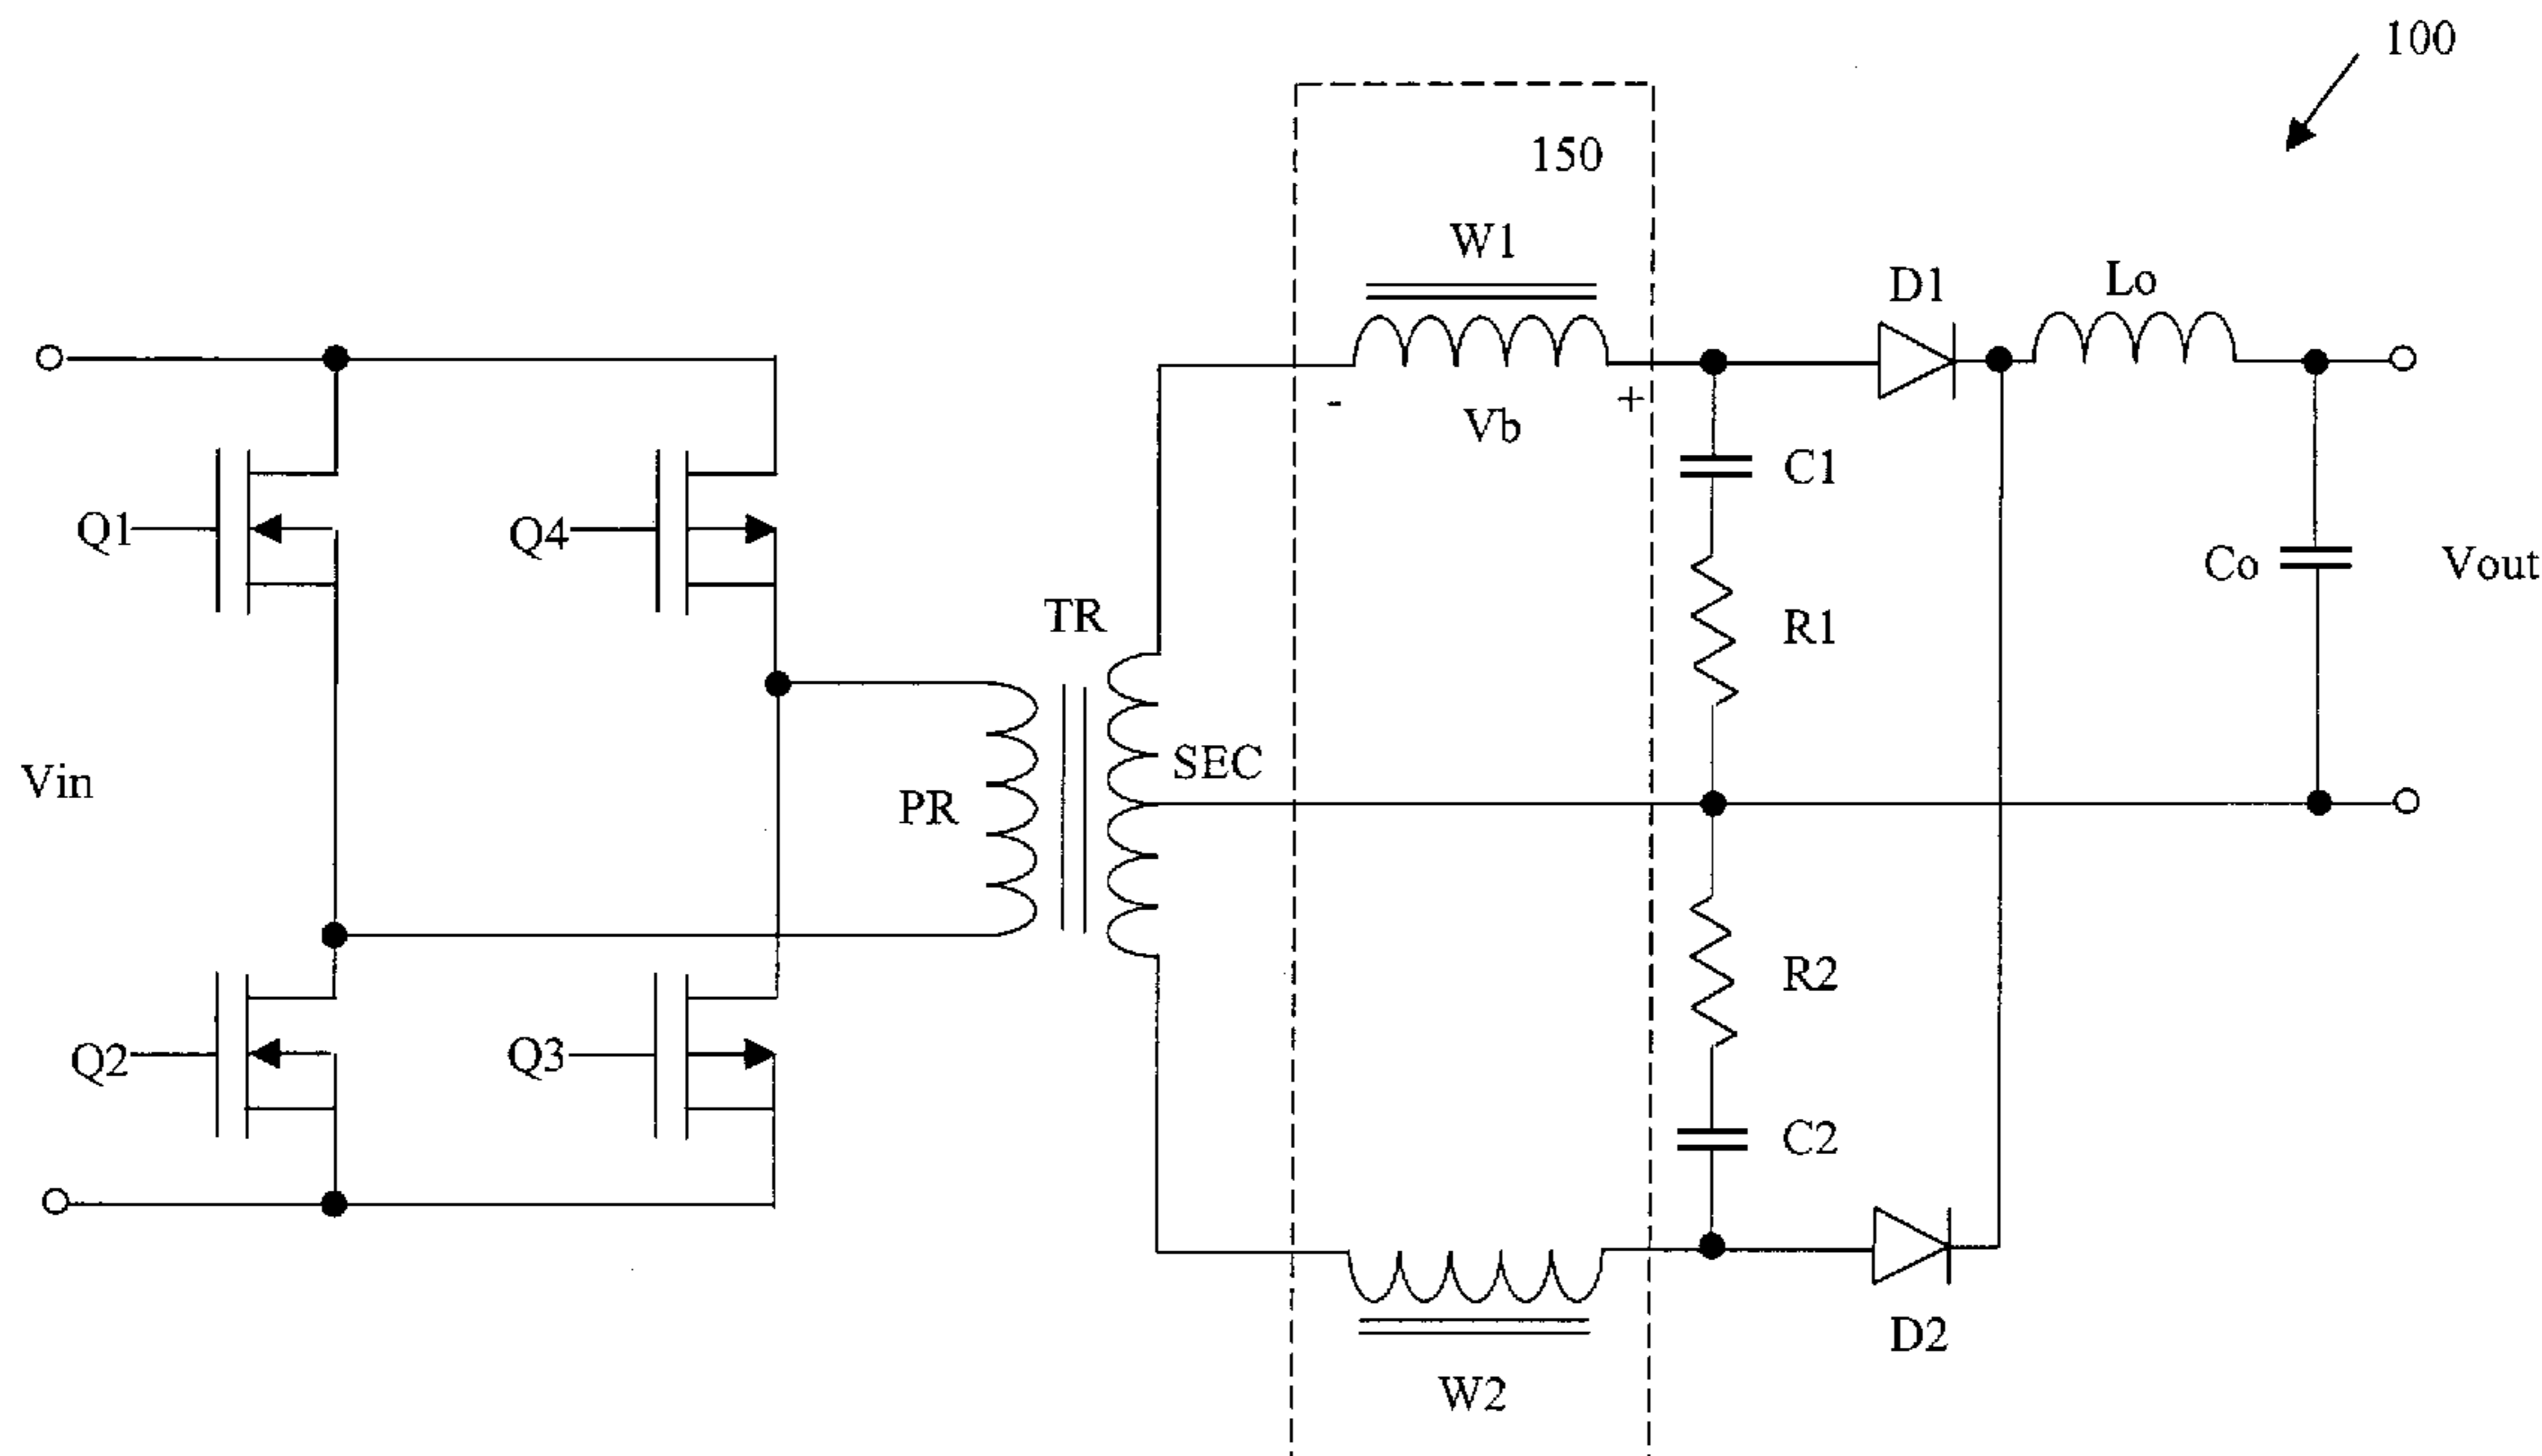 100
150
W1
D1
Lo
- Vb +
C1
Q1
Q4
Co
Vout
TR
R1
SEC
Vin
PR
R2
Q2
Q3
C2
D2
W2